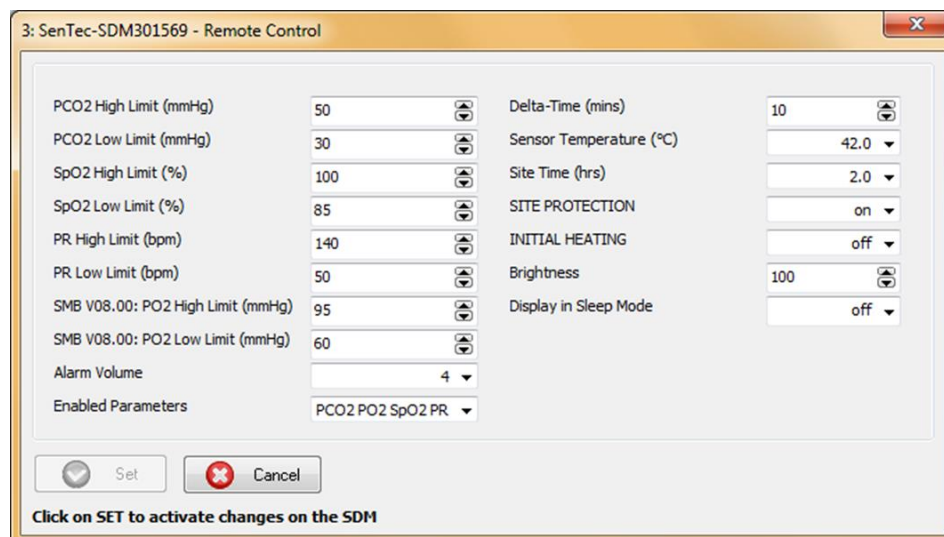 3: SenTec-SDM301569 - Remote Control
PCO2 High Limit (mmHg) 50
PCO2 Low Limit (mmHg) 30
SpO2 High Limit (%) 100
SpO2 Low Limit (%) 85
PR High Limit (bpm) 140
PR Low Limit (bpm) 50
SMB V08.00: PO2 High Limit (mmHg) 95
SMB V08.00: PO2 Low Limit (mmHg) 60
Alarm Volume 4
Enabled Parameters PCO2 PO2 SpO2 PR
Delta-Time (mins) 10
Sensor Temperature (°C) 42.0
Site Time (hrs) 2.0
SITE PROTECTION on
INITIAL HEATING off
Brightness 100
Display in Sleep Mode off
Set Cancel
Click on SET to activate changes on the SDM